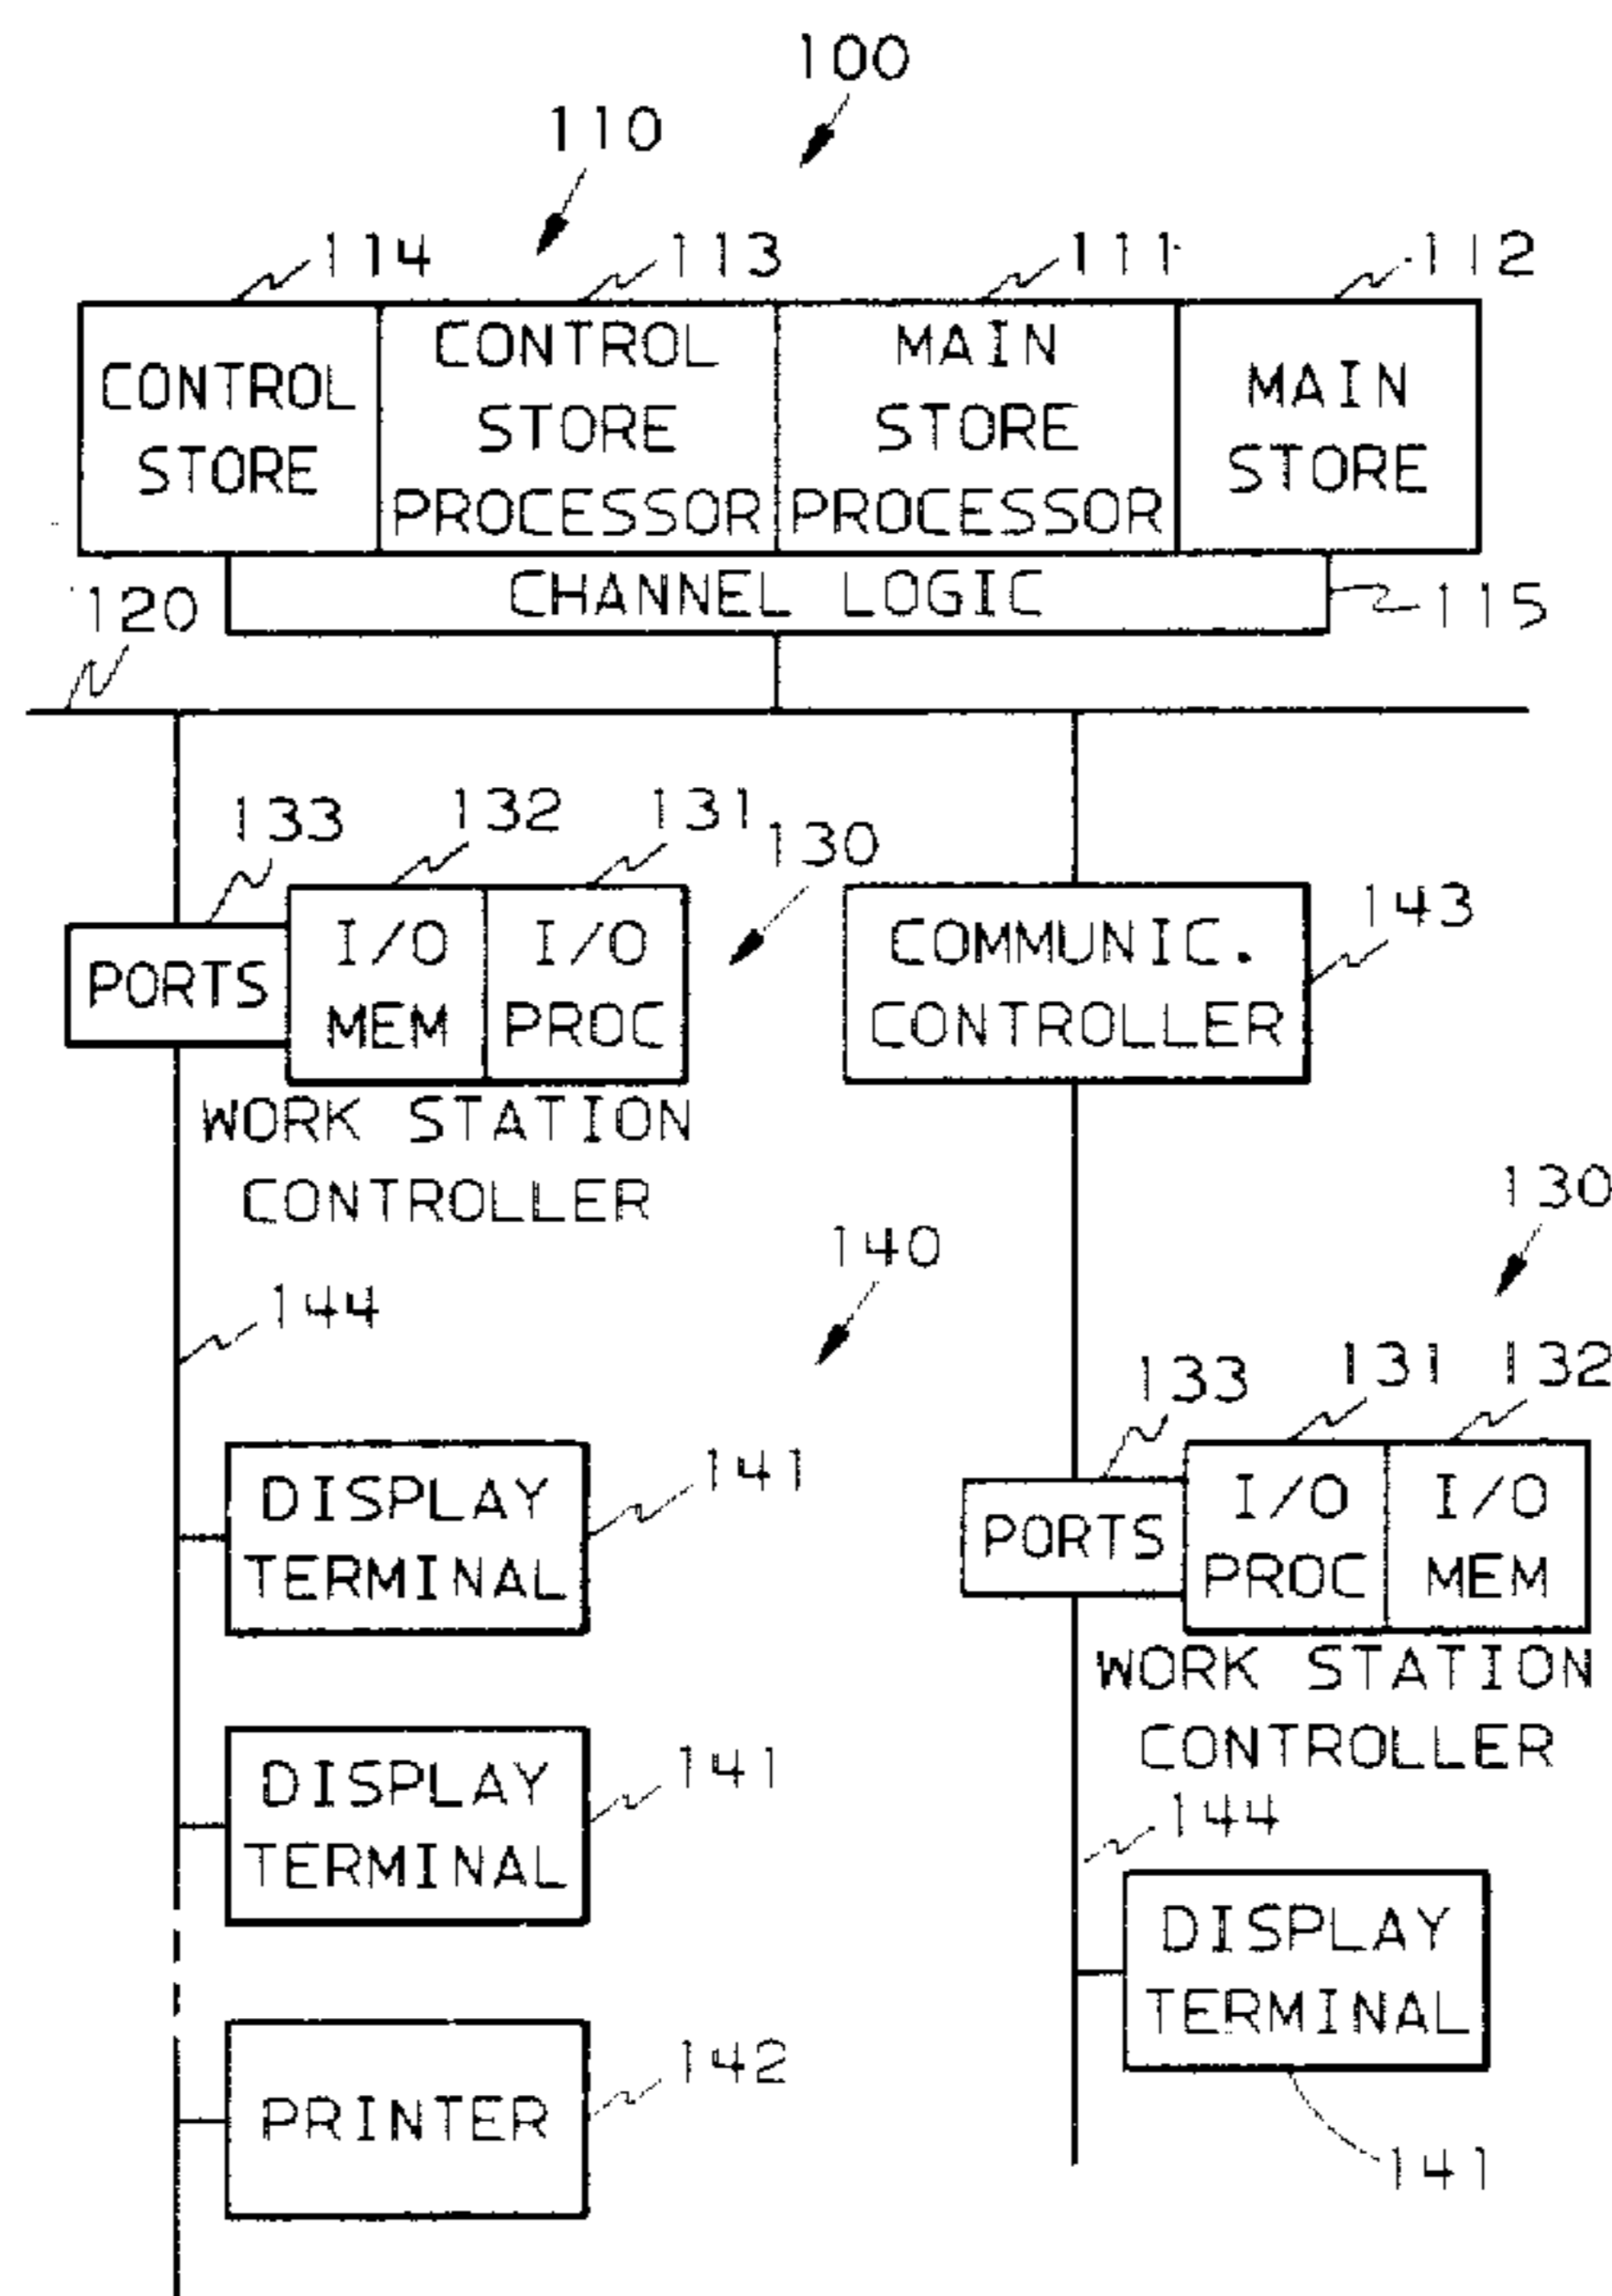 100
110
114
113
111
112
CONTROL
STORE
CONTROL
STORE
PROCESSOR
MAIN
STORE
PROCESSOR
MAIN
STORE
CHANNEL LOGIC
120
115
133
132
131
130
PORTS
I/O
MEM
I/O
PROC
COMMUNIC.
CONTROLLER
143
WORK STATION
CONTROLLER
140
130
144
133
131
132
DISPLAY
TERMINAL
141
PORTS
I/O
PROC
I/O
MEM
WORK STATION
CONTROLLER
DISPLAY
TERMINAL
141
144
DISPLAY
TERMINAL
PRINTER
142
141